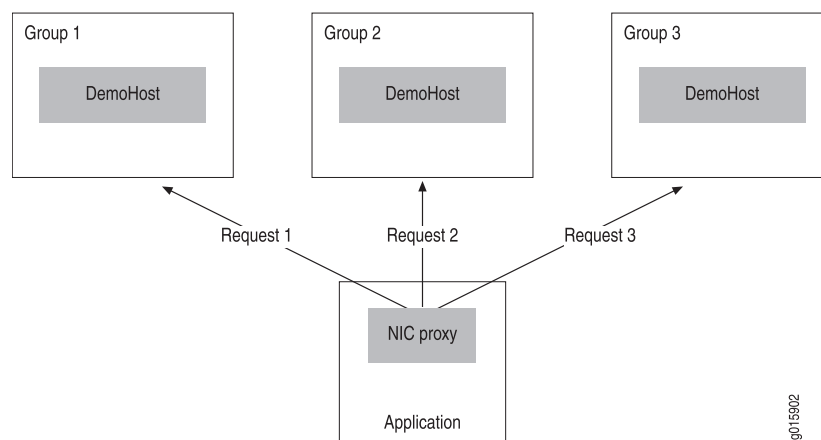 Group 1
Group 2
Group 3
DemoHost
DemoHost
DemoHost
Request 1
Request 2
Request 3
NIC proxy
Application
g015902